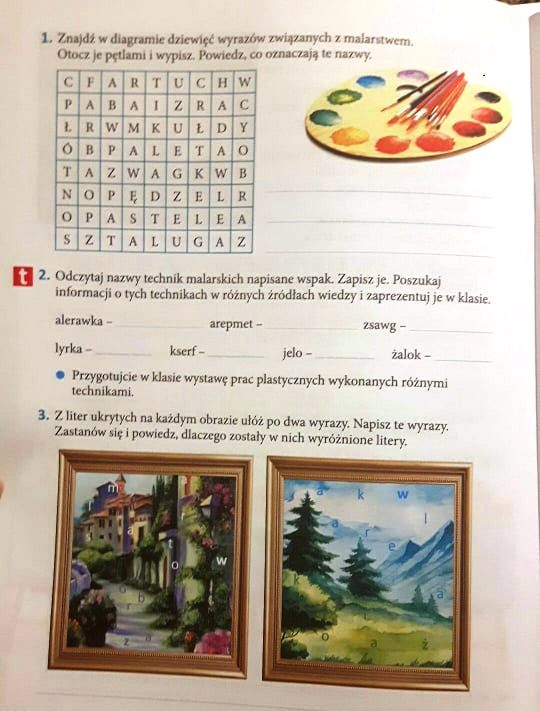 1. Znajdź w diagramie dziewięć wyrazów związanych z malarstwem.
Otocz je pętlami i wypisz. Powiedz, co oznaczają te nazwy.
C F A R T U C H W
P A B A I Z R A C
Ł R W M K U Ł D Y
Ó B P A L E T A O
T A Z W A G K W B
N O P Ę D Z E L R
O P A S T E L E A
S Z T A L U G A Z
t 2. Odczytaj nazwy technik malarskich napisane wspak. Zapisz je. Poszukaj
informacji o tych technikach w różnych źródłach wiedzy i zaprezentuj je w klasie.
alerawka – arepmet – zsawg –
lyrka – kserf – jelo – żalok –
Przygotujcie w klasie wystawę prac plastycznych wykonanych różnymi
technikami.
3. Z liter ukrytych na każdym obrazie ułóż po dwa wyrazy. Napisz te wyrazy.
Zastanów się i powiedz, dlaczego zostały w nich wyróżnione litery.
m
a
t
o w
o b
r
z a
a k w
a r l
e
k a
o a ż